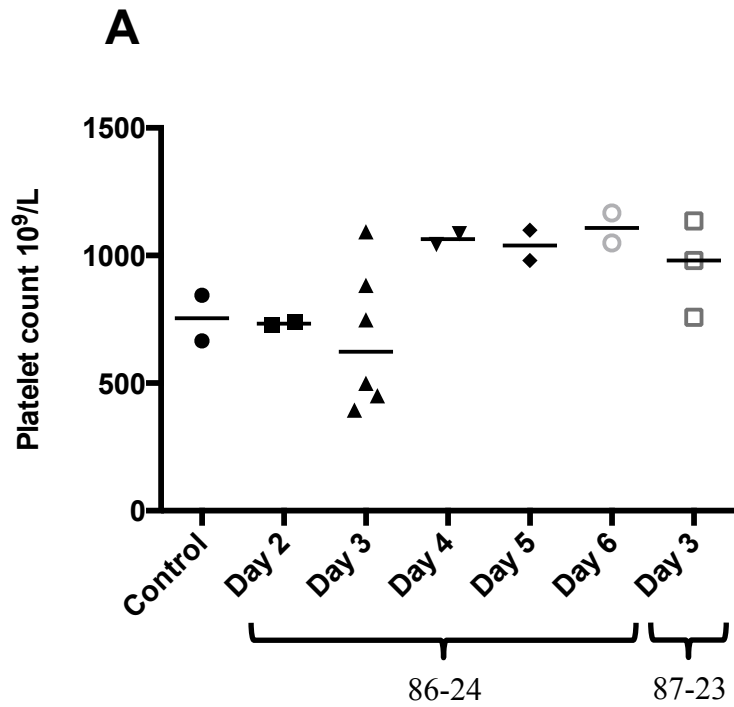 A
Platelet count 10⁹/L
1500
1000
500
0
Control
Day 2
Day 3
Day 4
Day 5
Day 6
Day 3
86-24
87-23